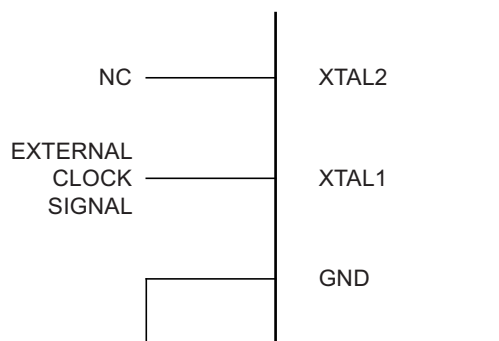 NC
XTAL2
EXTERNAL
CLOCK
SIGNAL
XTAL1
GND